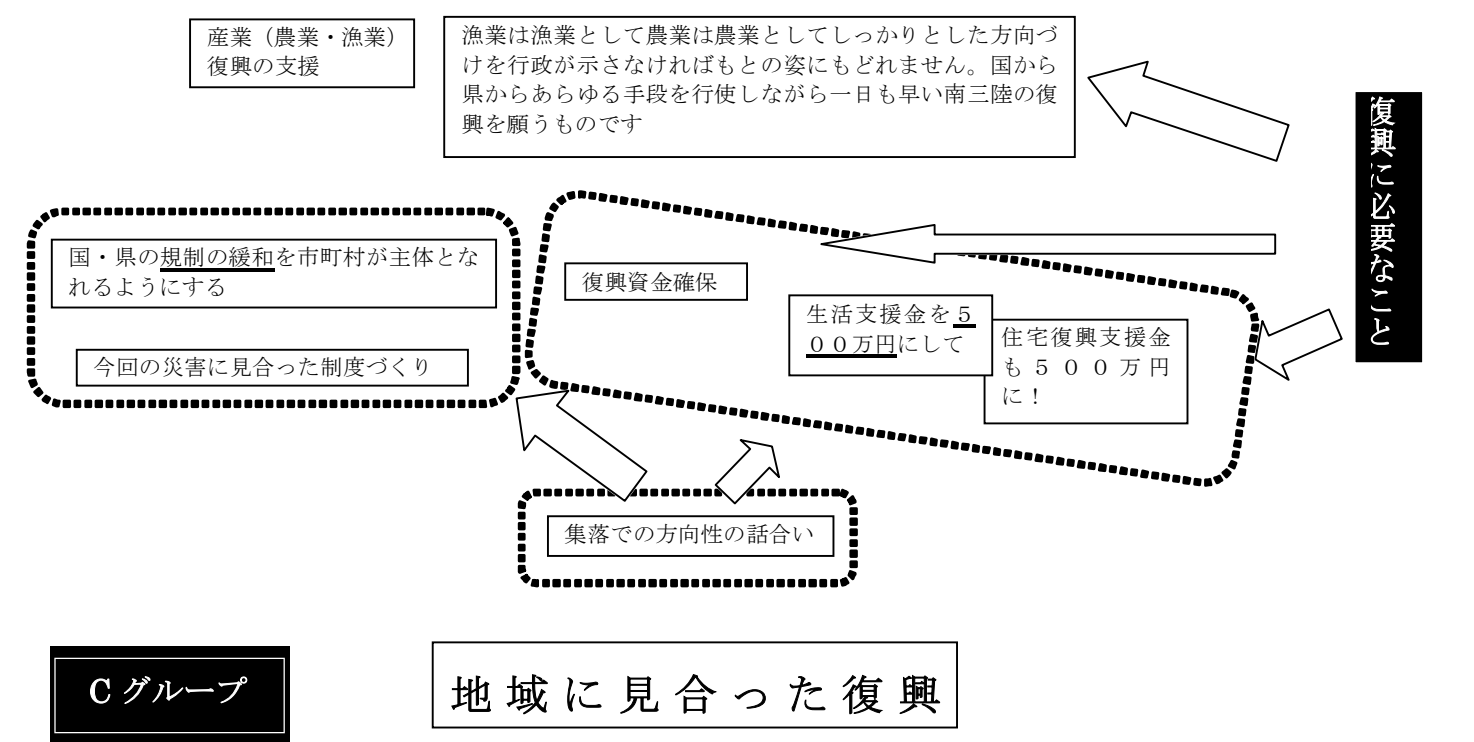 産業（農業・漁業）
復興の支援
漁業は漁業として農業は農業としてしっかりとした方向づ
けを行政が示さなければもとの姿にもどれません。国から
県からあらゆる手段を行使しながら一日も早い南三陸の復
興を願うものです
復興に必要なこと
国・県の規制の緩和を市町村が主体とな
れるようにする
今回の災害に見合った制度づくり
復興資金確保
生活支援金を５
００万円にして
住宅復興支援金
も５００万円
に！
集落での方向性の話合い
Cグループ
地域に見合った復興